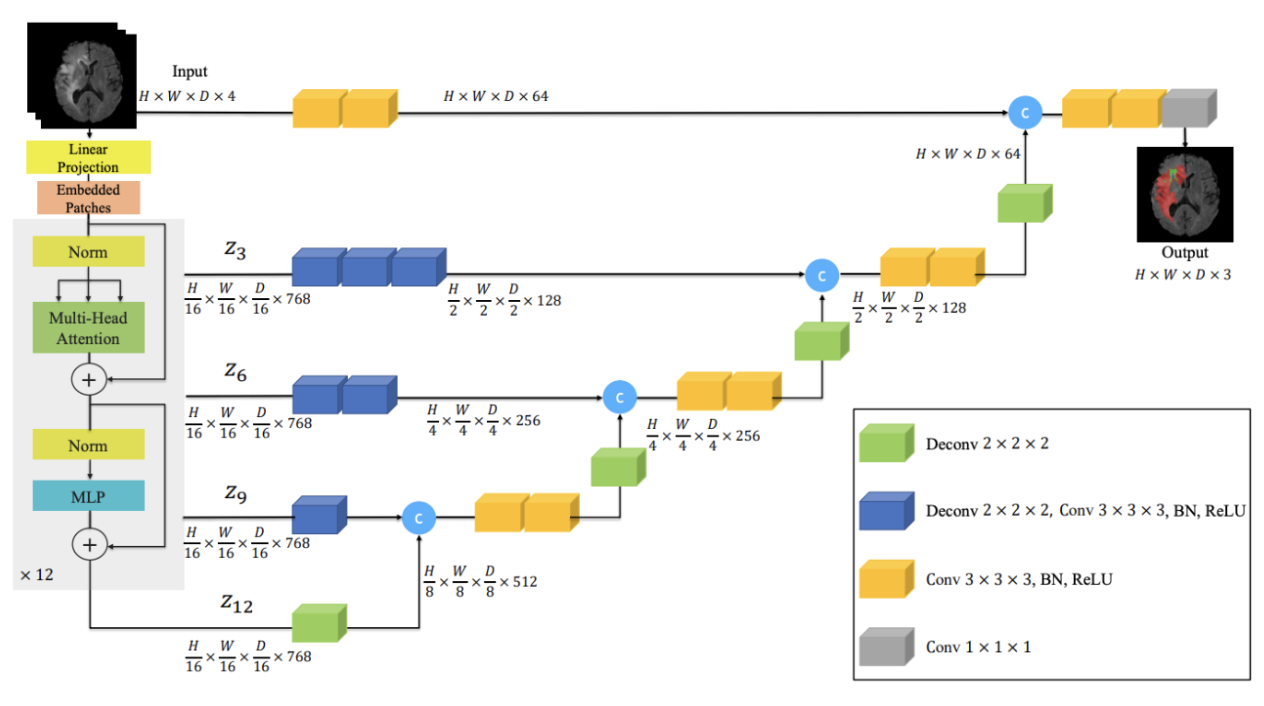 Input
H × W × D × 4
H × W × D × 64
C
Linear
Projection
H × W × D × 64
Embedded
Patches
Output
H × W × D × 3
Norm
Z3
H/16 × W/16 × D/16 × 768
H/2 × W/2 × D/2 × 128
C
H/2 × W/2 × D/2 × 128
Multi-Head
Attention
+
Z6
H/16 × W/16 × D/16 × 768
H/4 × W/4 × D/4 × 256
C
H/4 × W/4 × D/4 × 256
Norm
MLP
+
× 12
Z9
H/16 × W/16 × D/16 × 768
C
H/8 × W/8 × D/8 × 512
Z12
H/16 × W/16 × D/16 × 768
Deconv 2 × 2 × 2
Deconv 2 × 2 × 2, Conv 3 × 3 × 3, BN, ReLU
Conv 3 × 3 × 3, BN, ReLU
Conv 1 × 1 × 1